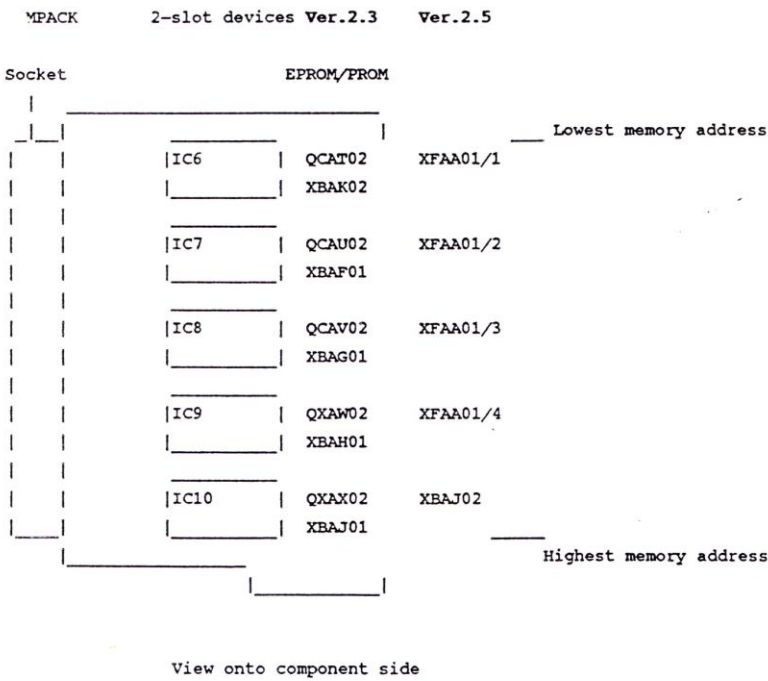 MPACK 2-slot devices Ver.2.3 Ver.2.5
Socket EPROM/PROM
Lowest memory address
IC6 QCAT02 XFAA01/1
XBAK02
IC7 QCAU02 XFAA01/2
XBAF01
IC8 QCAV02 XFAA01/3
XBAG01
IC9 QXAW02 XFAA01/4
XBAH01
IC10 QXAX02 XBAJ02
XBAJ01
Highest memory address
View onto component side